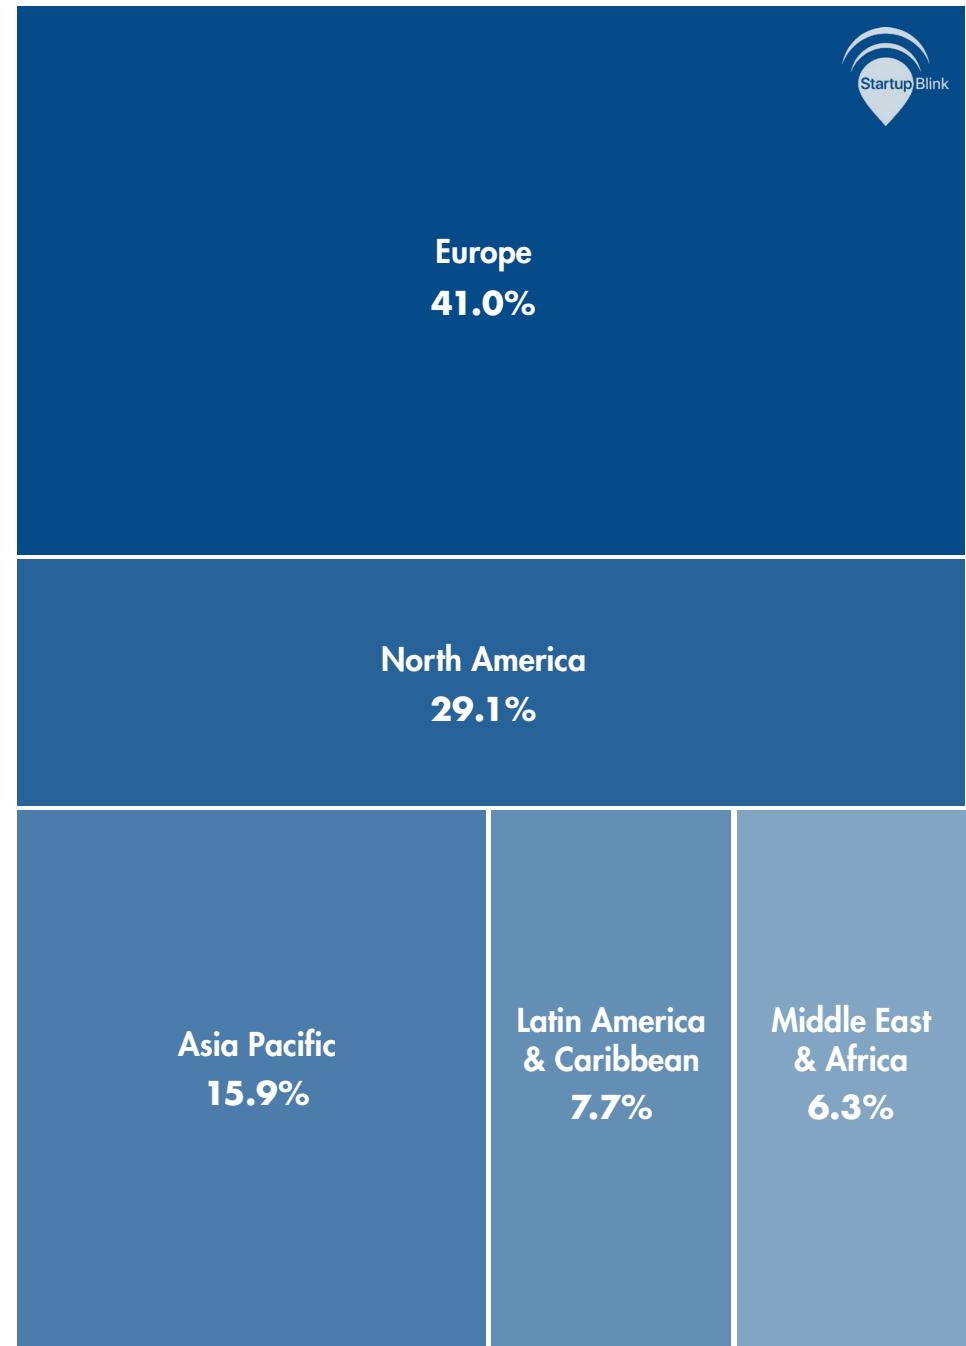 StartupBlink
Europe
41.0%
North America
29.1%
Asia Pacific
15.9%
Latin America
& Caribbean
7.7%
Middle East
& Africa
6.3%